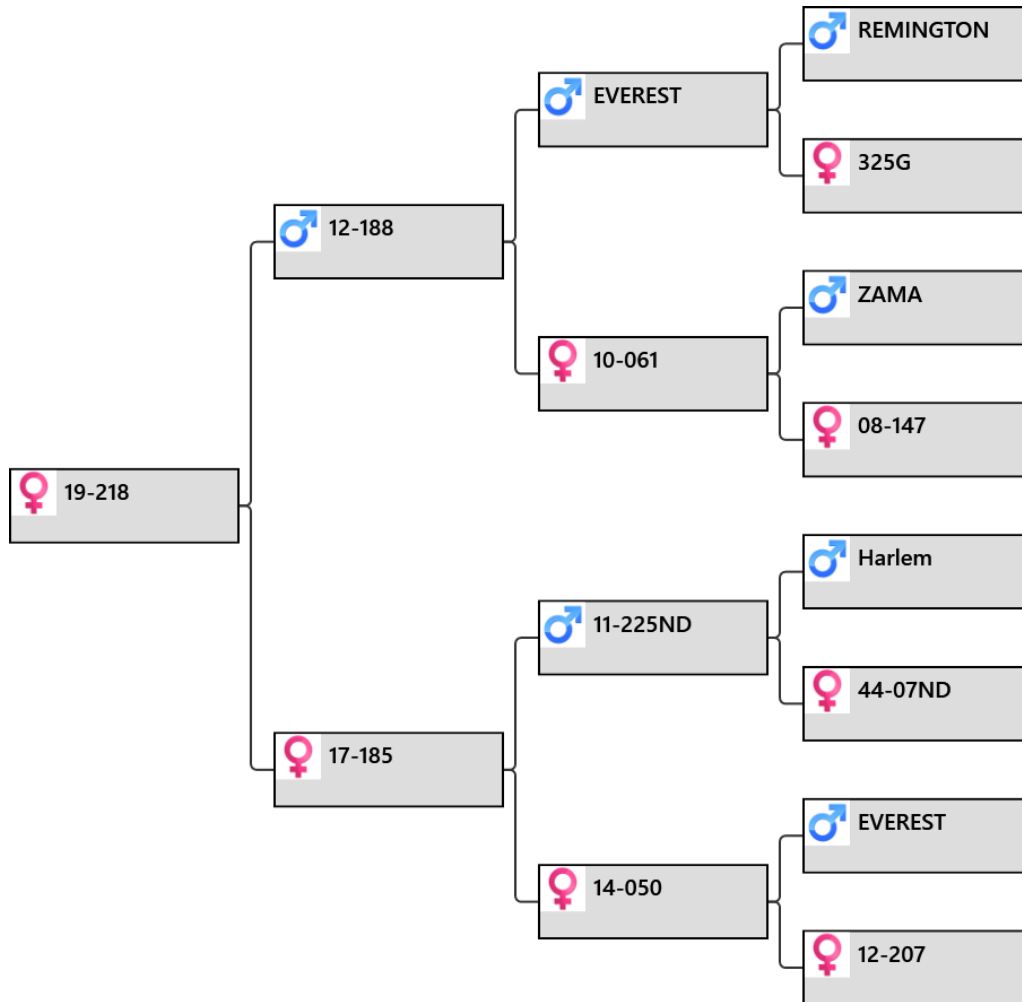 REMINGTON
EVEREST
325G
12-188
ZAMA
10-061
08-147
19-218
Harlem
11-225ND
44-07ND
17-185
EVEREST
14-050
12-207